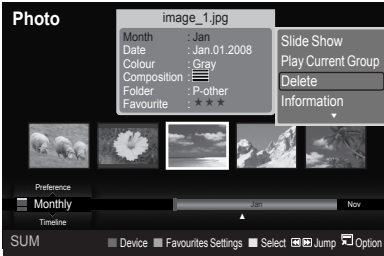 Photo
image_1.jpg
Month : Jan
Date : Jan.01.2008
Colour : Gray
Composition :
Folder : P-other
Favourite : ★ ★ ★
Slide Show
Play Current Group
Delete
Information
Preference
Monthly
Timeline
Jan
Nov
SUM
Device
Favourites Settings
Select
Jump
Option